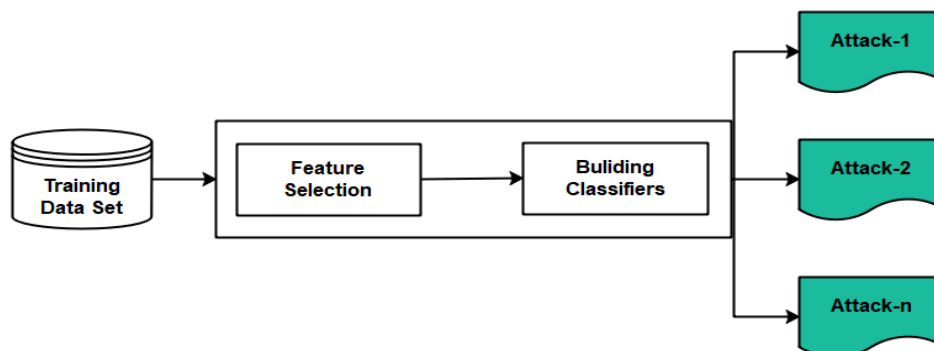 Training
Data Set
Feature
Selection
Buliding
Classifiers
Attack-1
Attack-2
Attack-n